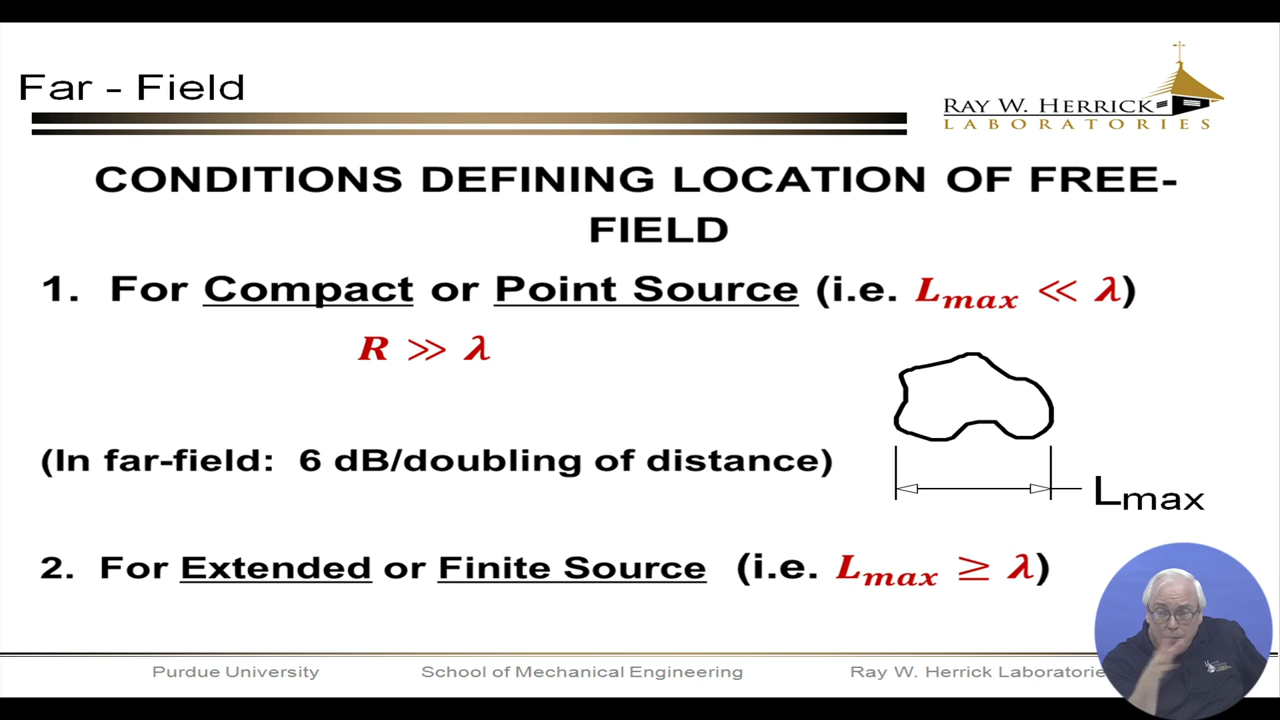 Far - Field
RAY W. HERRICK
LABORATORIES
CONDITIONS DEFINING LOCATION OF FREE-
FIELD
1. For Compact or Point Source (i.e. Lmax ≪ λ)
R ≫ λ
(In far-field: 6 dB/doubling of distance)
Lmax
2. For Extended or Finite Source (i.e. Lmax ≥ λ)
Purdue University School of Mechanical Engineering Ray W. Herrick Laboratorie